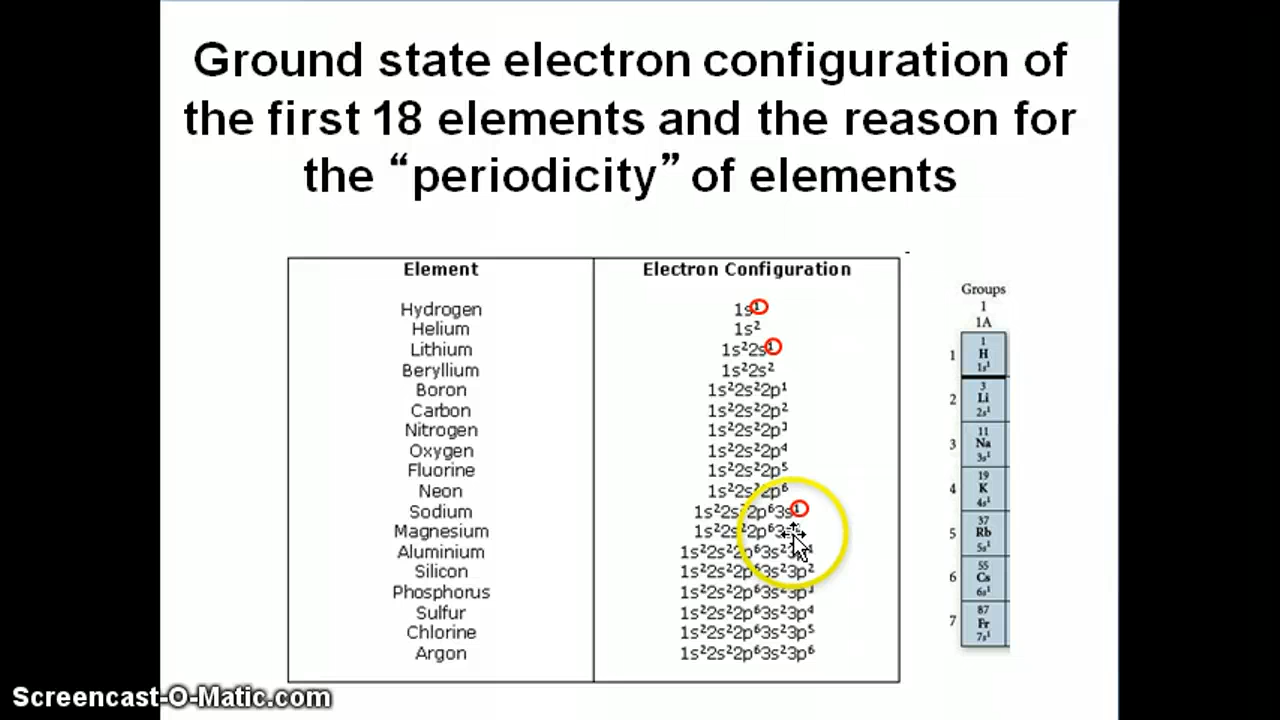 Ground state electron configuration of
the first 18 elements and the reason for
the “periodicity” of elements
Element Electron Configuration
Hydrogen 1s¹
Helium 1s²
Lithium 1s²2s¹
Beryllium 1s²2s²
Boron 1s²2s²2p¹
Carbon 1s²2s²2p²
Nitrogen 1s²2s²2p³
Oxygen 1s²2s²2p⁴
Fluorine 1s²2s²2p⁵
Neon 1s²2s²2p⁶
Sodium 1s²2s²2p⁶3s¹
Magnesium 1s²2s²2p⁶
Aluminium 1s²2s²2p⁶3s²
Silicon 1s²2s²2p⁶3s²3p²
Phosphorus 1s²2s²2p⁶3s²3p³
Sulfur 1s²2s²2p⁶3s²3p⁴
Chlorine 1s²2s²2p⁶3s²3p⁵
Argon 1s²2s²2p⁶3s²3p⁶
Groups
1
1A
1
1 H
1s¹
3
2 Li
2s¹
11
3 Na
3s¹
19
4 K
4s¹
37
5 Rb
5s¹
55
6 Cs
6s¹
87
7 Fr
7s¹
Screencast-O-Matic.com